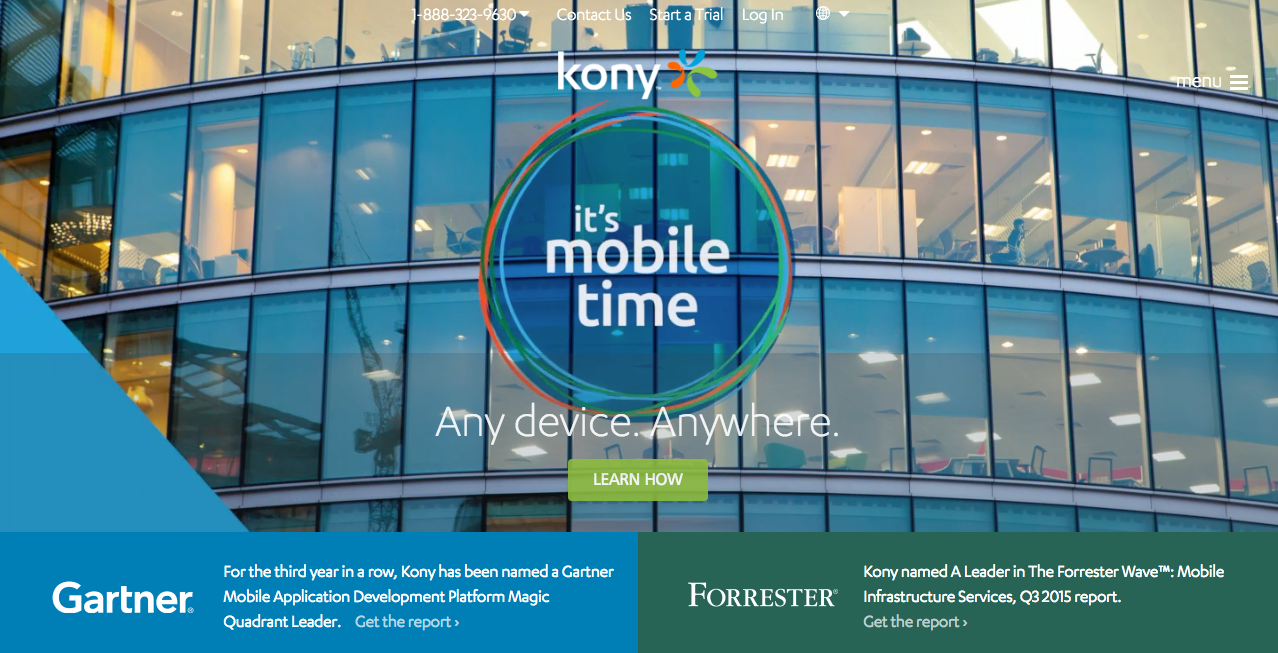 1-888-323-9630 Contact Us Start a Trial Log In
kony
menu
it's
mobile
time
Any device. Anywhere.
LEARN HOW
Gartner®
For the third year in a row, Kony has been named a Gartner
Mobile Application Development Platform Magic
Quadrant Leader. Get the report ›
FORRESTER®
Kony named A Leader in The Forrester Wave™: Mobile
Infrastructure Services, Q3 2015 report.
Get the report ›